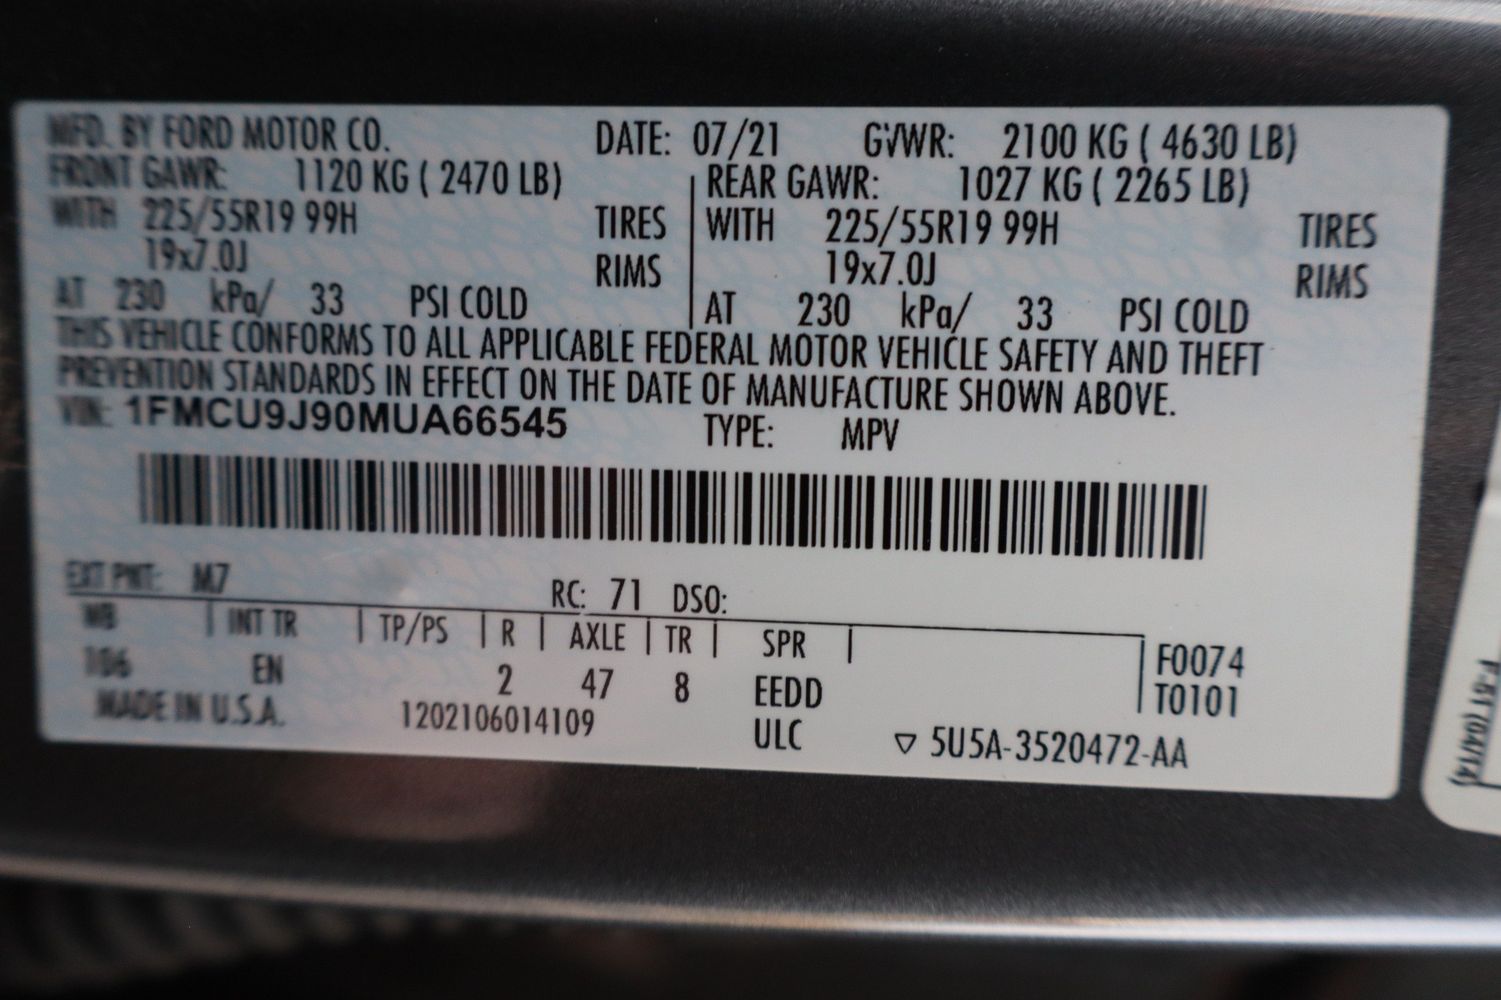 MFD. BY FORD MOTOR CO. DATE: 07/21 GVWR: 2100 KG ( 4630 LB)
FRONT GAWR: 1120 KG ( 2470 LB) REAR GAWR: 1027 KG ( 2265 LB)
WITH 225/55R19 99H TIRES WITH 225/55R19 99H TIRES
19x7.0J RIMS 19x7.0J RIMS
AT 230 kPa/ 33 PSI COLD AT 230 kPa/ 33 PSI COLD
THIS VEHICLE CONFORMS TO ALL APPLICABLE FEDERAL MOTOR VEHICLE SAFETY AND THEFT
PREVENTION STANDARDS IN EFFECT ON THE DATE OF MANUFACTURE SHOWN ABOVE.
VIN: 1FMCU9J90MUA66545 TYPE: MPV
EXT PNT: M7 RC: 71 DSO:
WB INT TR TP/PS R AXLE TR SPR F0074
106 EN 2 47 8 EEDD T0101
MADE IN U.S.A. 1202106014109 ULC ▽ 5U5A-3520472-AA
F-61 (04/14)